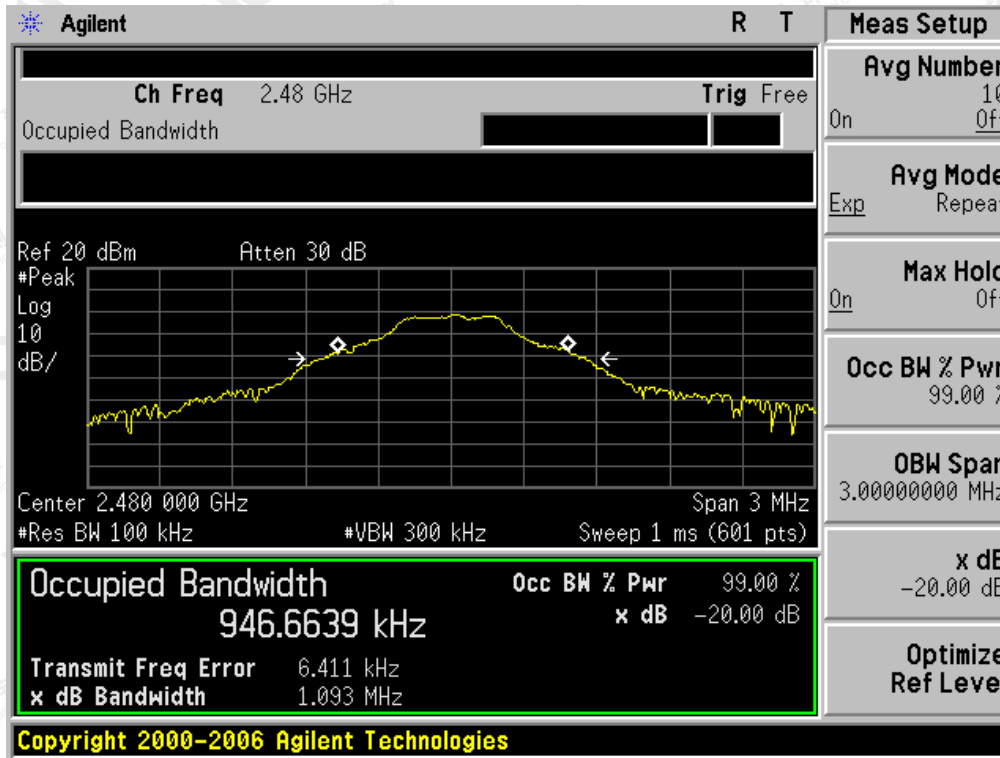 Agilent R T Meas Setup
Ch Freq 2.48 GHz Trig Free
Occupied Bandwidth
Avg Number
10
On Off
Avg Mode
Exp Repeat
Ref 20 dBm Atten 30 dB
#Peak
Log
10
dB/
Max Hold
On Off
Occ BW % Pwr
99.00 %
OBW Span
3.00000000 MHz
Center 2.480 000 GHz Span 3 MHz
#Res BW 100 kHz #VBW 300 kHz Sweep 1 ms (601 pts)
x dB
-20.00 dB
Optimize
Ref Level
Occupied Bandwidth Occ BW % Pwr 99.00 %
946.6639 kHz x dB -20.00 dB
Transmit Freq Error 6.411 kHz
x dB Bandwidth 1.093 MHz
Copyright 2000-2006 Agilent Technologies